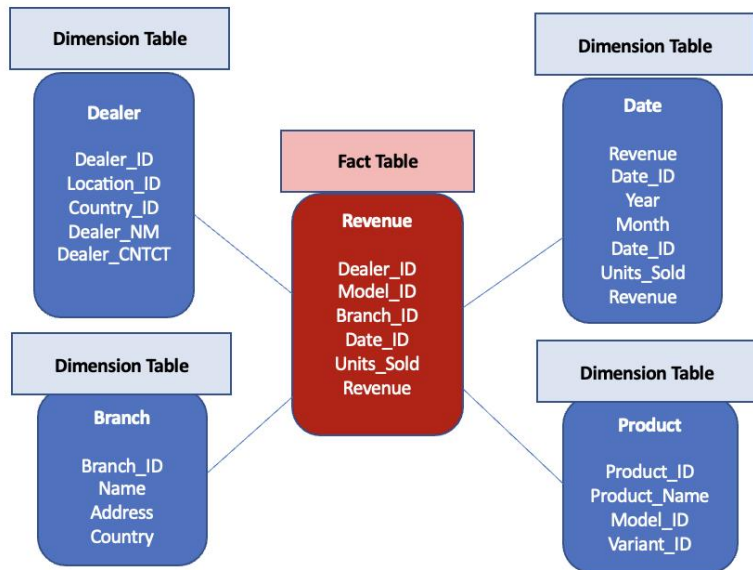 Dimension Table
Dealer
Dealer_ID
Location_ID
Country_ID
Dealer_NM
Dealer_CNTCT
Dimension Table
Date
Revenue
Date_ID
Year
Month
Date_ID
Units_Sold
Revenue
Fact Table
Revenue
Dealer_ID
Model_ID
Branch_ID
Date_ID
Units_Sold
Revenue
Dimension Table
Branch
Branch_ID
Name
Address
Country
Dimension Table
Product
Product_ID
Product_Name
Model_ID
Variant_ID